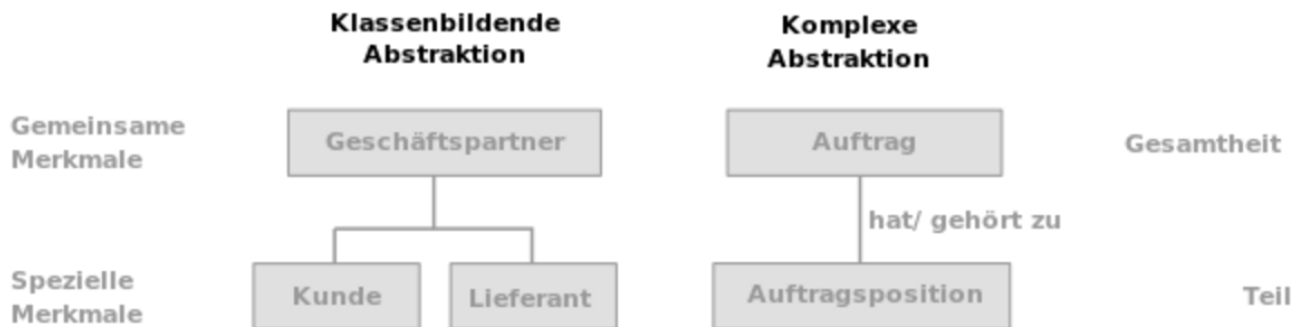 Klassenbildende
Abstraktion
Komplexe
Abstraktion
Gemeinsame
Merkmale
Geschäftspartner
Auftrag
Gesamtheit
hat/ gehört zu
Spezielle
Merkmale
Kunde
Lieferant
Auftragsposition
Teil